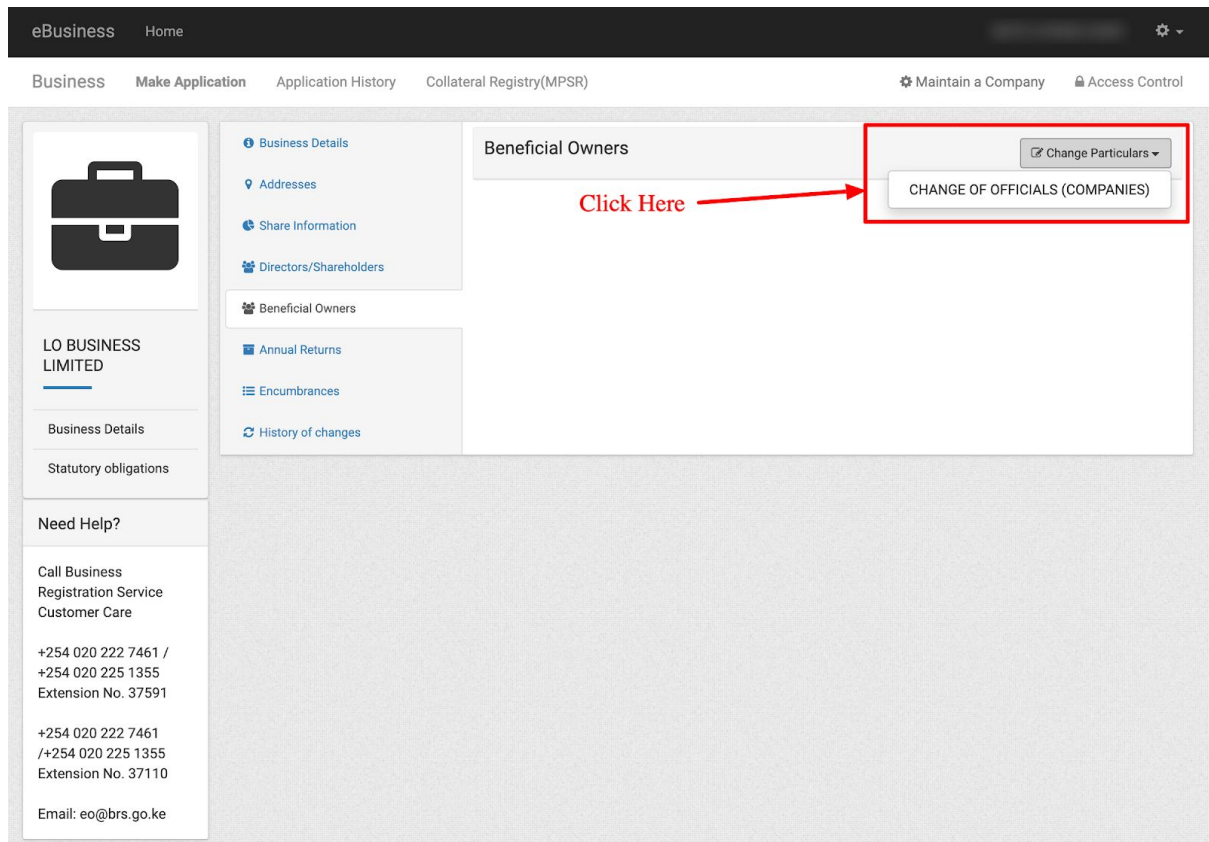 eBusiness Home
Business Make Application Application History Collateral Registry(MPSR) Maintain a Company Access Control
LO BUSINESS
LIMITED
Business Details
Statutory obligations
Need Help?
Call Business
Registration Service
Customer Care
+254 020 222 7461 /
+254 020 225 1355
Extension No. 37591
+254 020 222 7461
/+254 020 225 1355
Extension No. 37110
Email: eo@brs.go.ke
Business Details
Addresses
Share Information
Directors/Shareholders
Beneficial Owners
Annual Returns
Encumbrances
History of changes
Beneficial Owners
Change Particulars
CHANGE OF OFFICIALS (COMPANIES)
Click Here